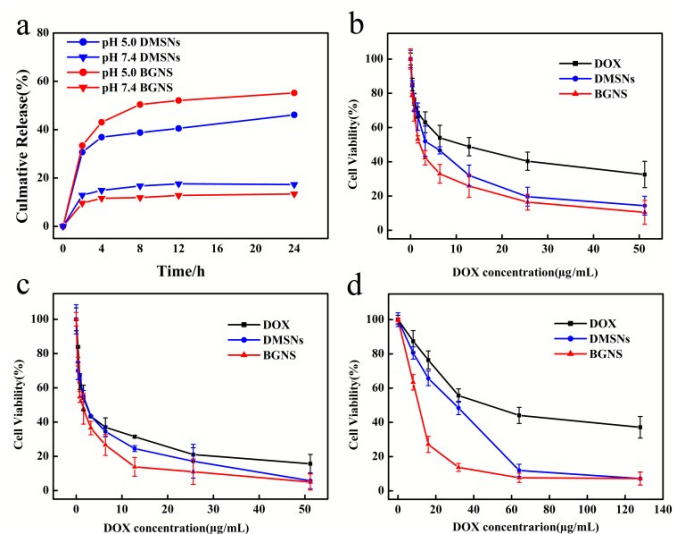 a
80
60
40
20
0
Culmative Release(%)
pH 5.0 DMSNs
pH 7.4 DMSNs
pH 5.0 BGNS
pH 7.4 BGNS
0 4 8 12 16 20 24
Time/h
b
100
80
60
40
20
0
Cell Viability(%)
DOX
DMSNs
BGNS
0 10 20 30 40 50
DOX concentration(μg/mL)
c
100
80
60
40
20
0
Cell Viability(%)
DOX
DMSNs
BGNS
0 10 20 30 40 50
DOX concentration(μg/mL)
d
100
80
60
40
20
0
Cell Viability(%)
DOX
DMSNs
BGNS
0 20 40 60 80 100 120 140
DOX concentrarion(μg/mL)